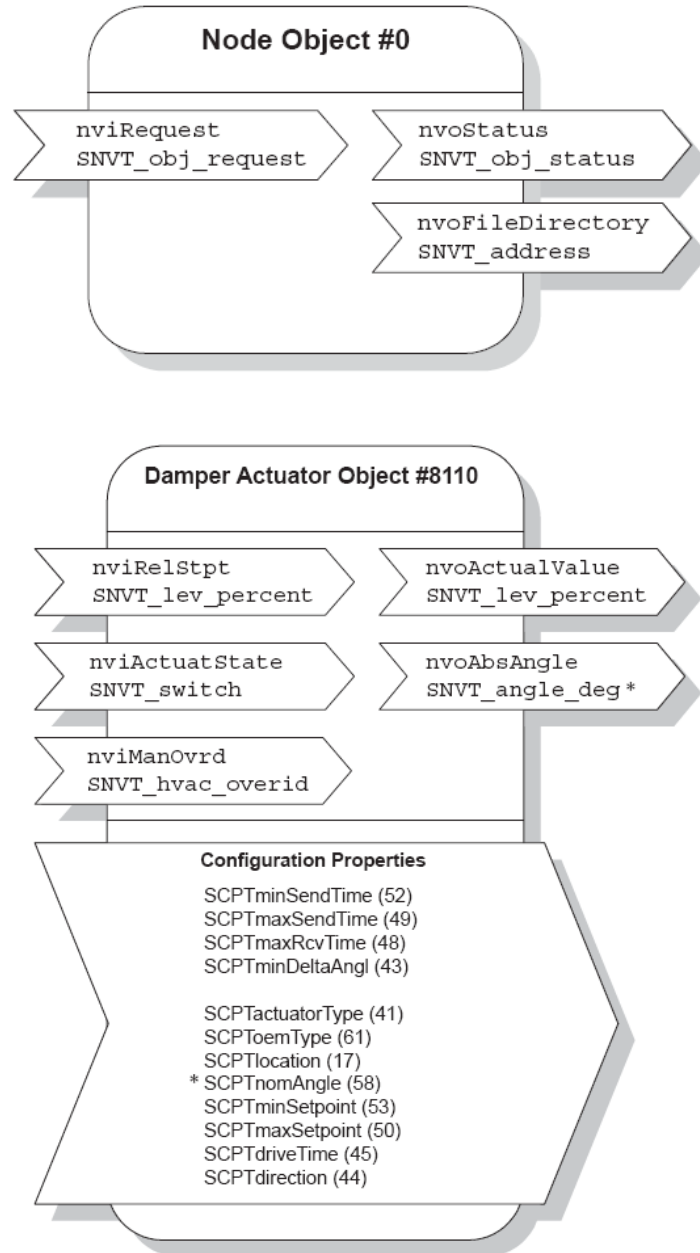 Node Object #0
nviRequest
SNVT_obj_request
nvoStatus
SNVT_obj_status
nvoFileDirectory
SNVT_address
Damper Actuator Object #8110
nviRelStpt
SNVT_lev_percent
nvoActualValue
SNVT_lev_percent
nviActuatState
SNVT_switch
nvoAbsAngle
SNVT_angle_deg *
nviManOvrd
SNVT_hvac_overid
Configuration Properties
SCPTminSendTime (52)
SCPTmaxSendTime (49)
SCPTmaxRcvTime (48)
SCPTminDeltaAngl (43)
SCPTactuatorType (41)
SCPToemType (61)
SCPTlocation (17)
* SCPTnomAngle (58)
SCPTminSetpoint (53)
SCPTmaxSetpoint (50)
SCPTdriveTime (45)
SCPTdirection (44)